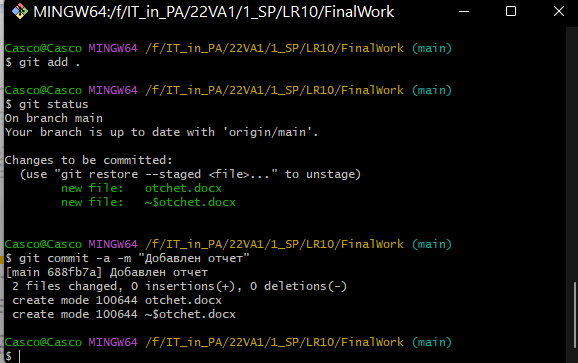 MINGW64:/f/IT_in_PA/22VA1/1_SP/LR10/FinalWork
Casco@Casco MINGW64 /f/IT_in_PA/22VA1/1_SP/LR10/FinalWork (main)
$ git add .
Casco@Casco MINGW64 /f/IT_in_PA/22VA1/1_SP/LR10/FinalWork (main)
$ git status
On branch main
Your branch is up to date with 'origin/main'.
Changes to be committed:
  (use "git restore --staged <file>..." to unstage)
        new file:   otchet.docx
        new file:   ~$otchet.docx
Casco@Casco MINGW64 /f/IT_in_PA/22VA1/1_SP/LR10/FinalWork (main)
$ git commit -a -m "Добавлен отчет"
[main 688fb7a] Добавлен отчет
 2 files changed, 0 insertions(+), 0 deletions(-)
 create mode 100644 otchet.docx
 create mode 100644 ~$otchet.docx
Casco@Casco MINGW64 /f/IT_in_PA/22VA1/1_SP/LR10/FinalWork (main)
$